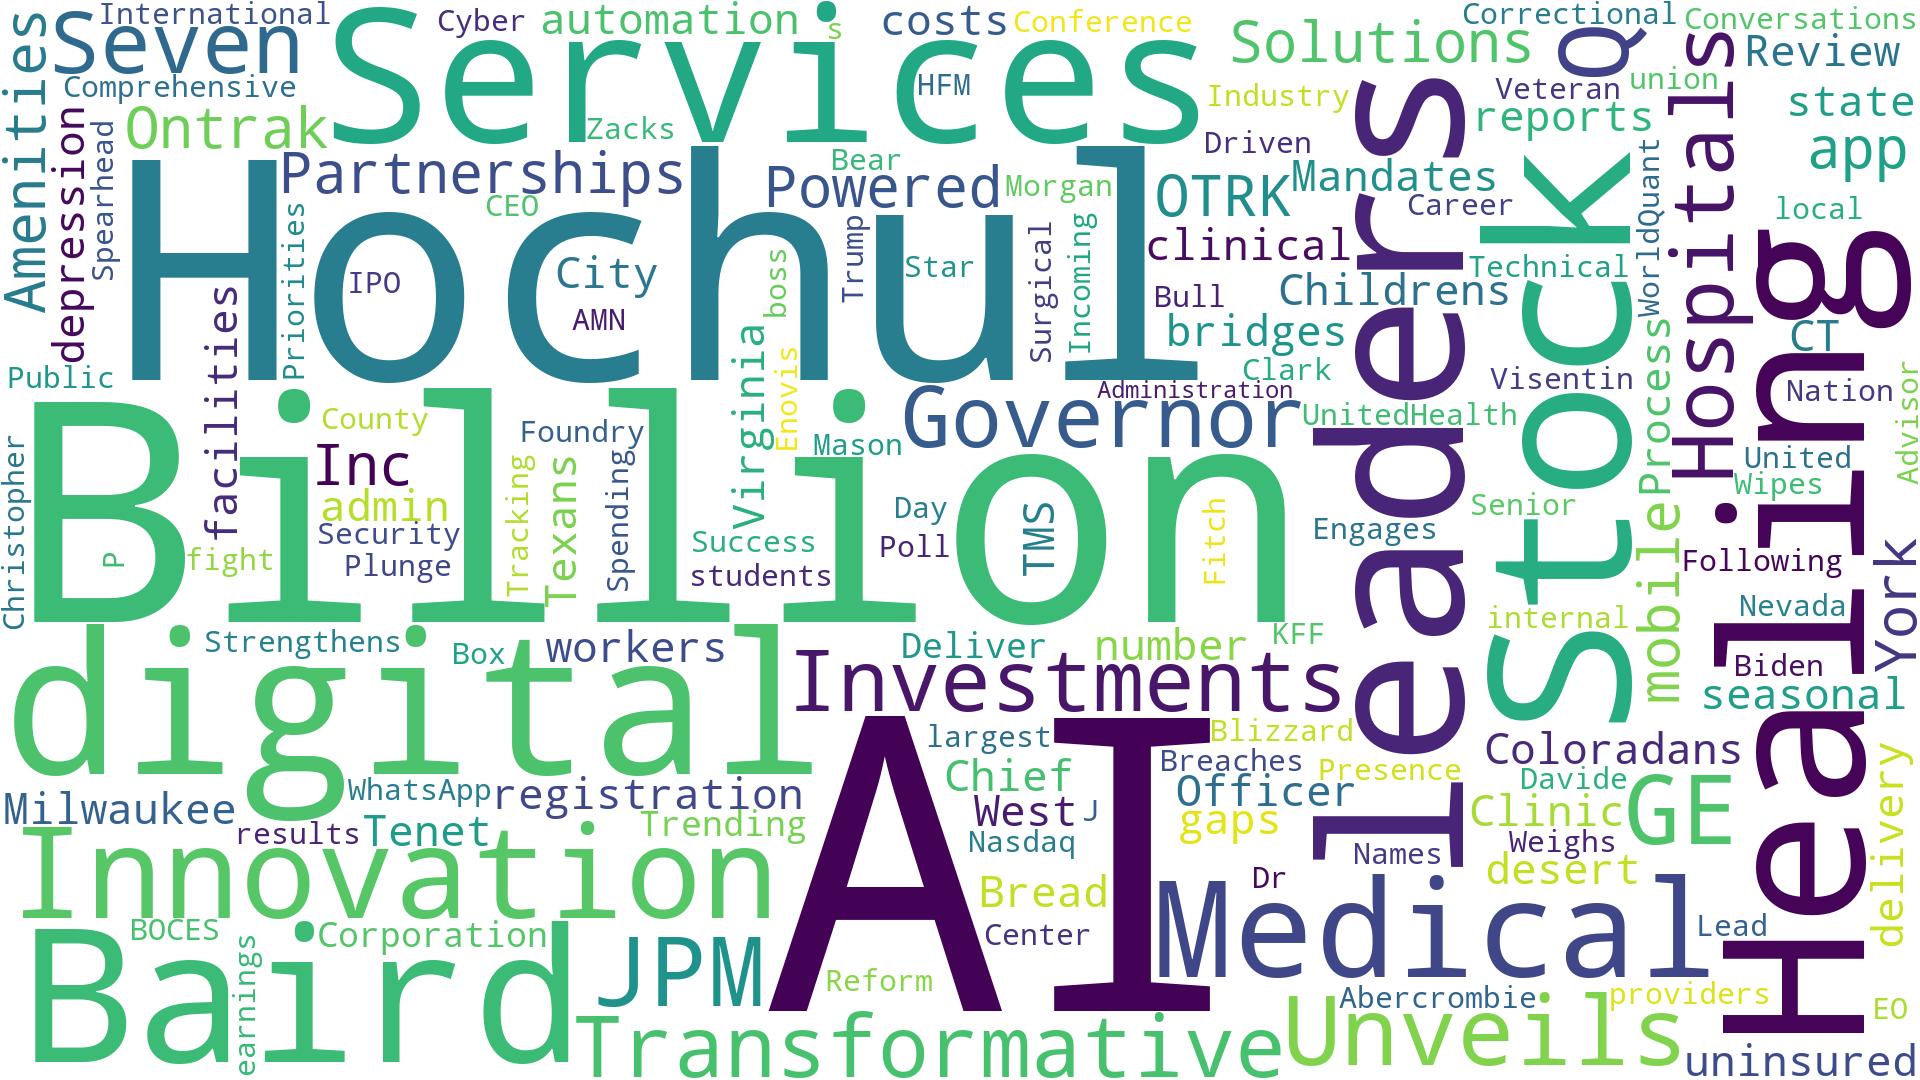 International
Cyber
automation
s
costs
Conference
Correctional
Conversations
Seven
Services
Solutions
Q
Review
Amenities
Comprehensive
HFM
Industry
Veteran
union
Hospitals
state
Ontrak
Zacks
Driven
reports
app
depression
Spearhead
Partnerships
Bear
Powered
Morgan
OTRK
Mandates
leaders
Stock
WorldQuant
CEO
Career
local
Hochul
Priorities
IPO
City
AMN
boss
Trump
Star
Surgical
Incoming
clinical
Technical
Healing
facilities
Bull
Childrens
bridges
CT
Public
Virginia
Enovis
Clark
Visentin
Process
Nation
Advisor
Administration
Billion
County
Foundry
Mason
Governor
UnitedHealth
Christopher
Inc
Tracking
Texans
Spending
United
Wipes
admin
Day
TMS
Fitch
Senior
mobile
Security
Success
Poll
Engages
P
fight
Plunge
students
Following
York
Nevada
internal
digital
Strengthens
Box
workers
Deliver
number
KFF
Investments
Biden
seasonal
AI
largest
Blizzard
Coloradans
delivery
Milwaukee
WhatsApp
registration
Chief
Breaches
Presence
Davide
Officer
GE
West
J
gaps
Clinic
results
Tenet
Trending
Nasdaq
Names
Weighs
Innovation
desert
Bread
Dr
Medical
BOCES
Corporation
JPM
Center
Lead
Baird
earnings
Reform
Abercrombie
providers
EO
Transformative
Unveils
uninsured